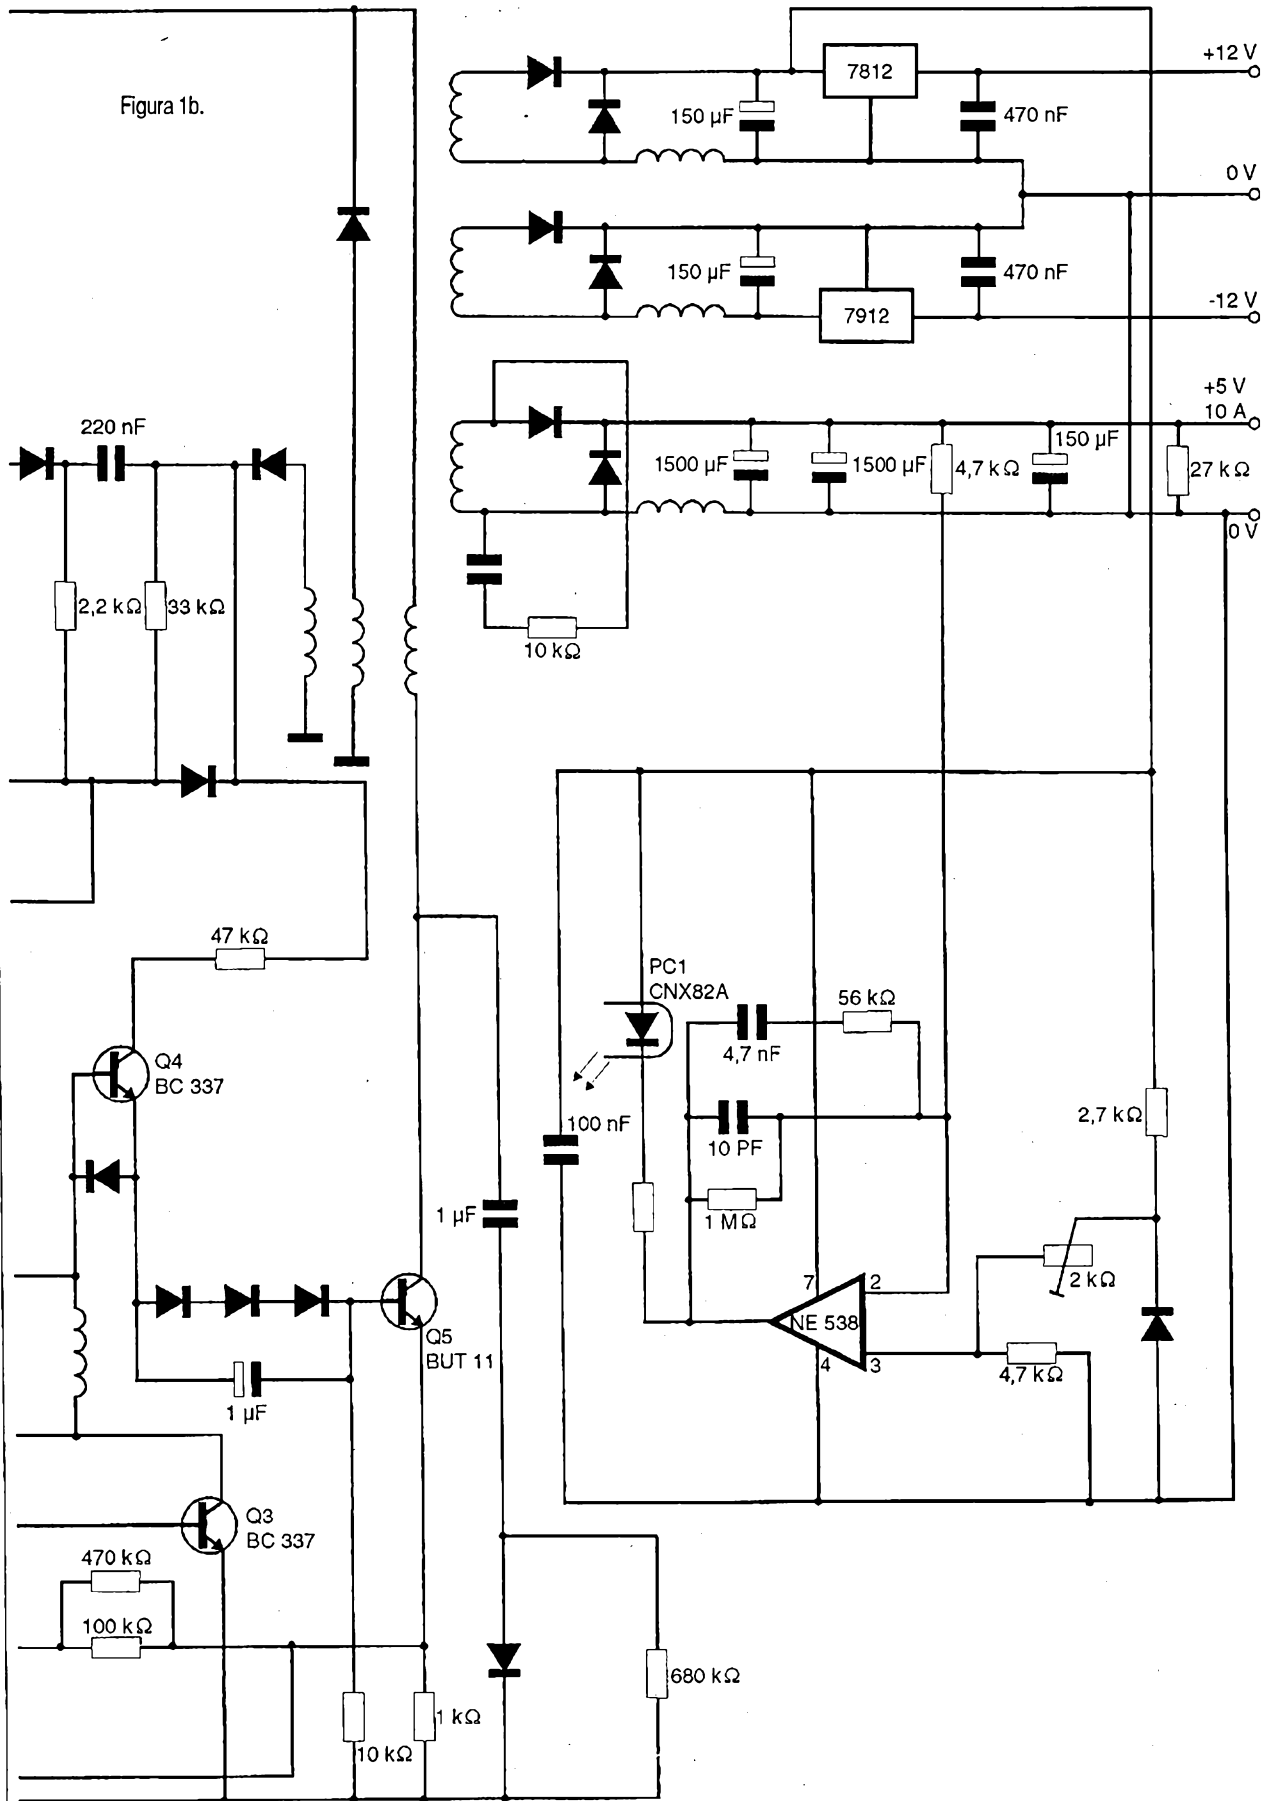 Figura 1b.
+12 V
7812
150 µF
470 nF
0 V
150 µF
470 nF
-12 V
7912
+5 V
10 A
220 nF
150 µF
1500 µF
1500 µF
4,7 kΩ
27 kΩ
0 V
2,2 kΩ
33 kΩ
10 kΩ
47 kΩ
PC1
CNX82A
56 kΩ
4,7 nF
Q4
BC 337
100 nF
10 PF
2,7 kΩ
1 µF
1 MΩ
7
2
2 kΩ
NE 538
Q5
BUT 11
4
3
4,7 kΩ
1 µF
Q3
BC 337
470 kΩ
100 kΩ
680 kΩ
1 kΩ
10 kΩ